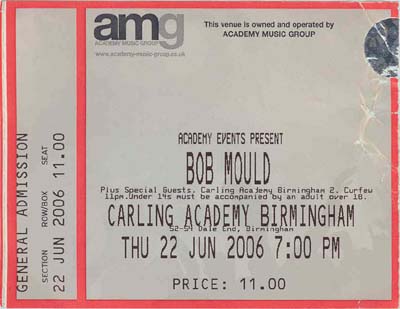 amg
ACADEMY MUSIC GROUP
www.academy-music-group.co.uk
This venue is owned and operated by
ACADEMY MUSIC GROUP
ACADEMY EVENTS PRESENT
BOB MOULD
Plus Special Guests. Carling Academy Birmingham 2. Curfew
11pm.Under 14s must be accompanied by an adult over 18.
CARLING ACADEMY BIRMINGHAM
52-54 Dale End, Birmingham
THU 22 JUN 2006 7:00 PM
PRICE: 11.00
GENERAL ADMISSION
SECTION ROW/BOX SEAT
22 JUN 2006 11.00